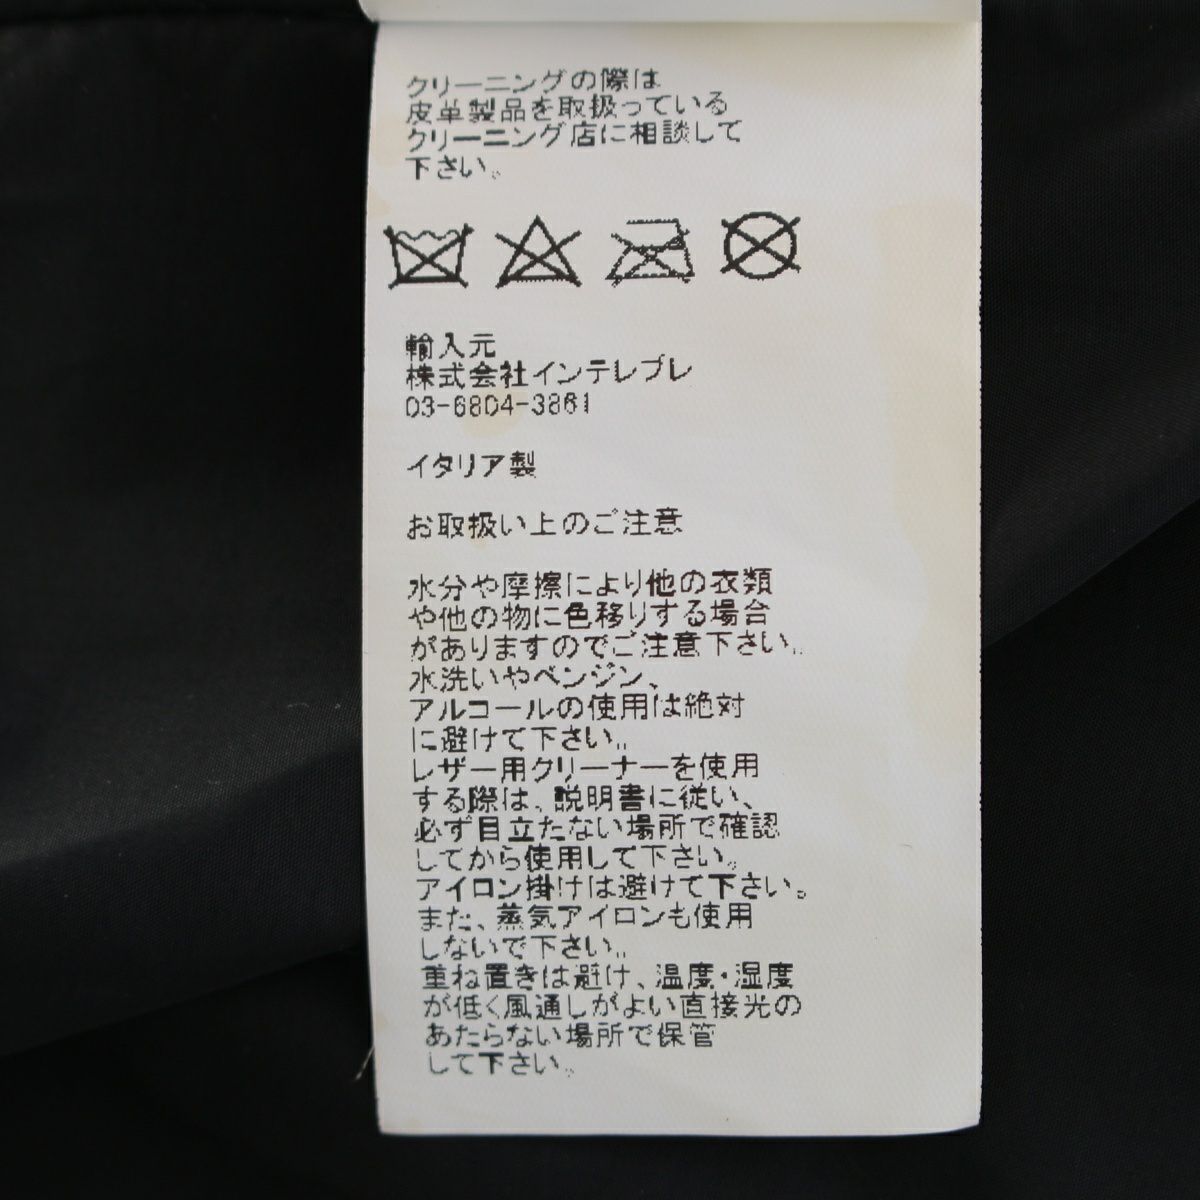 クリーニングの際は
皮革製品を取扱っている
クリーニング店に相談して
下さい。
輸入元
株式会社インテレプレ
03-6804-3861
イタリア製
お取扱い上のご注意
水分や摩擦により他の衣類
や他の物に色移りする場合
がありますのでご注意下さい。
水洗いやベンジン、
アルコールの使用は絶対
に避けて下さい。
レザー用クリーナーを使用
する際は、説明書に従い、
必ず目立たない場所で確認
してから使用して下さい。
アイロン掛けは避けて下さい。
また、蒸気アイロンも使用
しないで下さい。
重ね置きは避け、温度・湿度
が低く風通しがよい直接光の
あたらない場所で保管
して下さい。